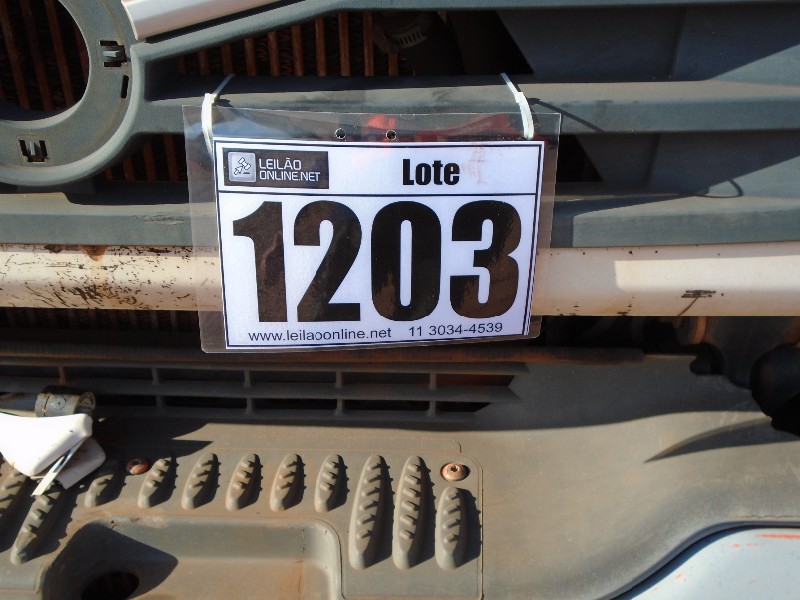 LEILÃO
ONLINE.NET
Lote
1203
www.leilaoonline.net 11 3034-4539